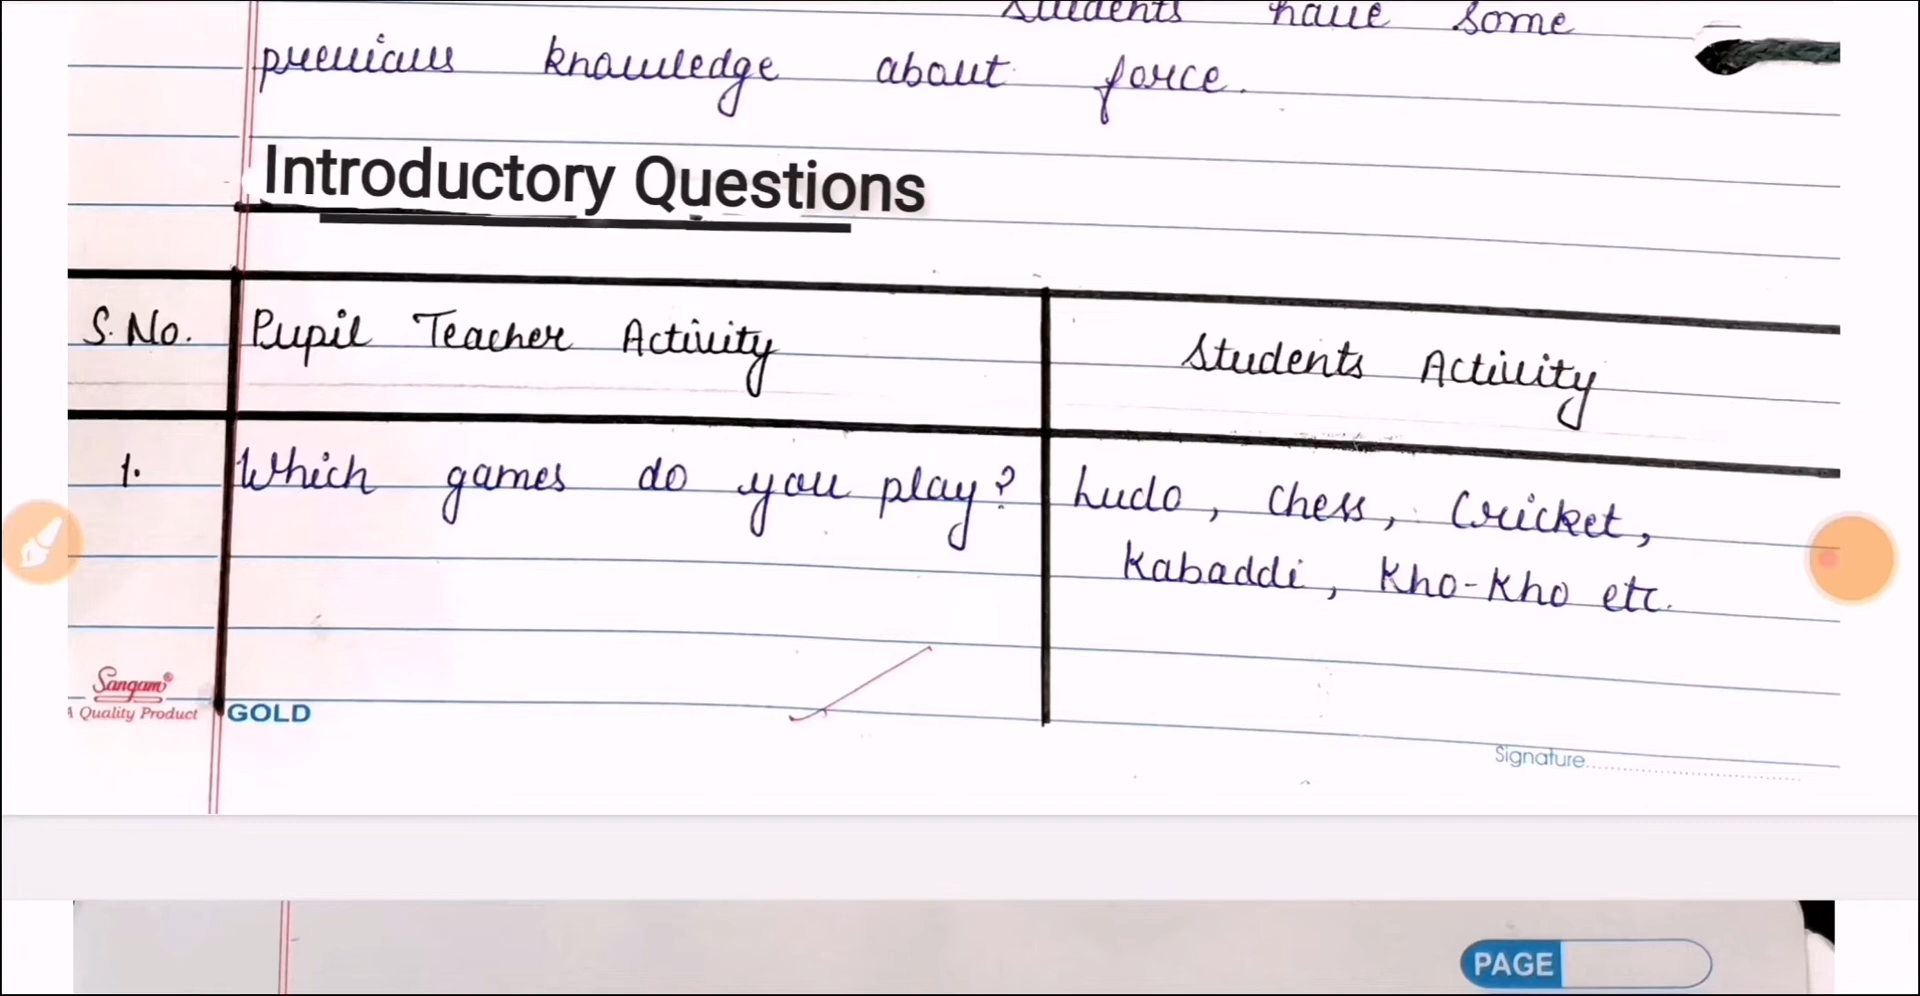 Students have some
previous knowledge about force.
Introductory Questions
S. No. Pupil Teacher Activity Students Activity
1. Which games do you play? Ludo, Chess, Cricket,
Kabaddi, Kho-Kho etc.
Sangam®
A Quality Product GOLD
Signature
PAGE